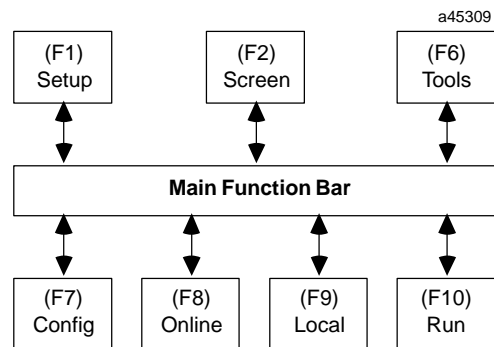 a45309
(F1)
Setup
(F2)
Screen
(F6)
Tools
Main Function Bar
(F7)
Config
(F8)
Online
(F9)
Local
(F10)
Run